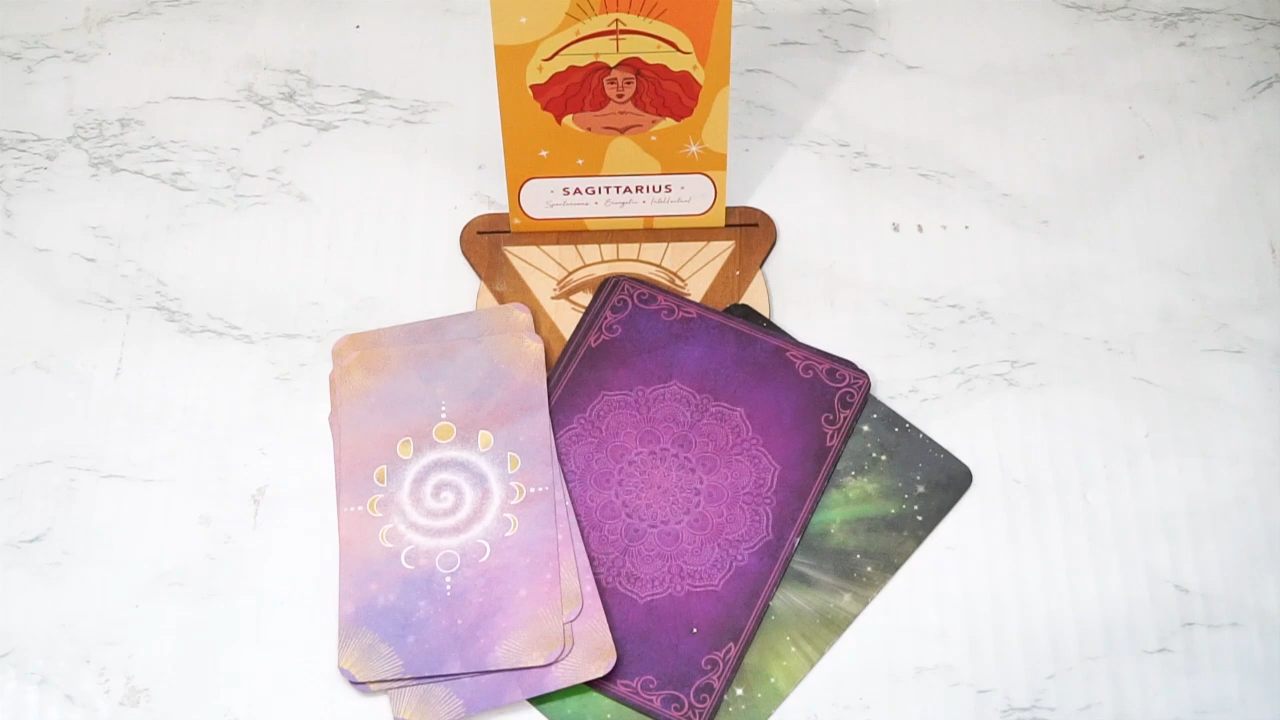 • SAGITTARIUS •
Spontaneous • Energetic • Intellectual